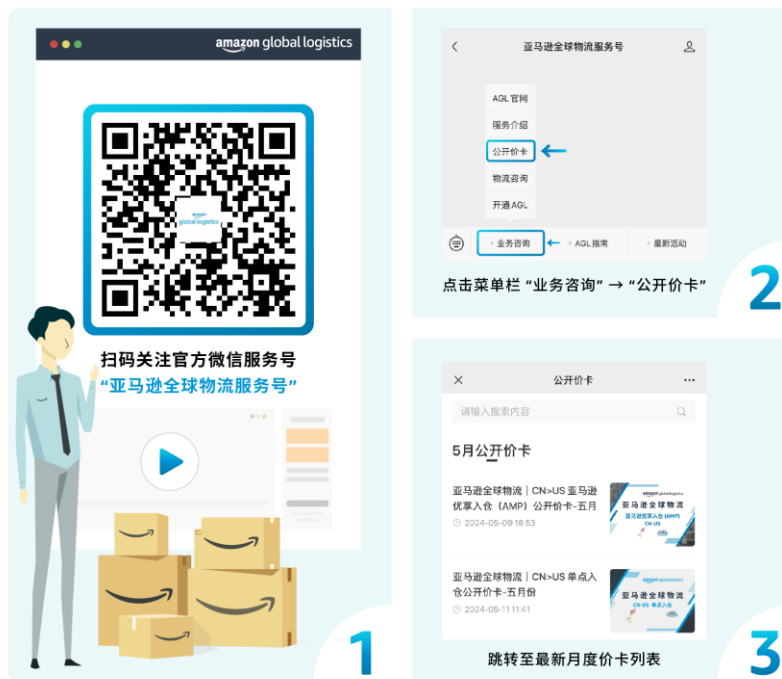 amazon global logistics
amazon
global logistics
扫码关注官方微信服务号
“亚马逊全球物流服务号”
1
亚马逊全球物流服务号
AGL 官网
服务介绍
公开价卡
物流咨询
开通 AGL
业务咨询
AGL 指南
最新活动
点击菜单栏 “业务咨询” → “公开价卡”
2
公开价卡
请输入搜索内容
5月公开价卡
亚马逊全球物流｜CN>US 亚马逊
优享入仓（AMP）公开价卡-五月
2024-05-09 18:53
amazon global logistics
亚马逊全球物流
亚马逊优享入仓 (AMP)
CN-US
亚马逊全球物流｜CN>US 单点入
仓公开价卡-五月份
2024-05-11 11:41
amazon global logistics
亚马逊全球物流
CN-US 单点入仓
跳转至最新月度价卡列表
3